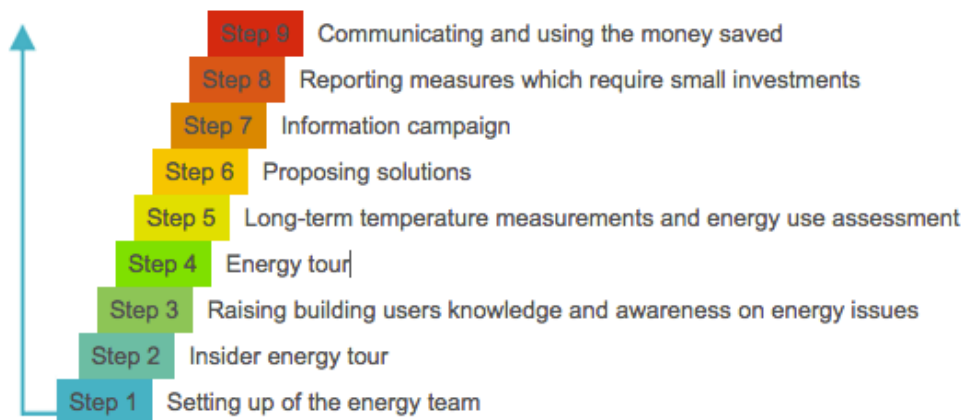 Step 9 Communicating and using the money saved
Step 8 Reporting measures which require small investments
Step 7 Information campaign
Step 6 Proposing solutions
Step 5 Long-term temperature measurements and energy use assessment
Step 4 Energy tour
Step 3 Raising building users knowledge and awareness on energy issues
Step 2 Insider energy tour
Step 1 Setting up of the energy team